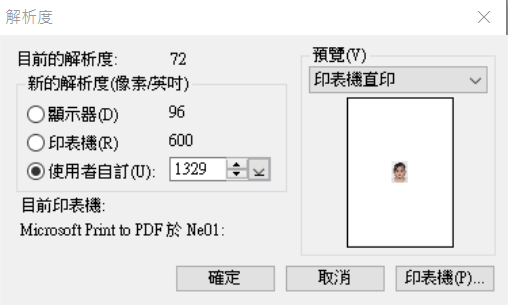 解析度
目前的解析度: 72
新的解析度(像素/英吋)
顯示器(D) 96
印表機(R) 600
使用者自訂(U): 1329
目前印表機:
Microsoft Print to PDF 於 Ne01:
預覽(V)
印表機直印
確定 取消 印表機(P)...